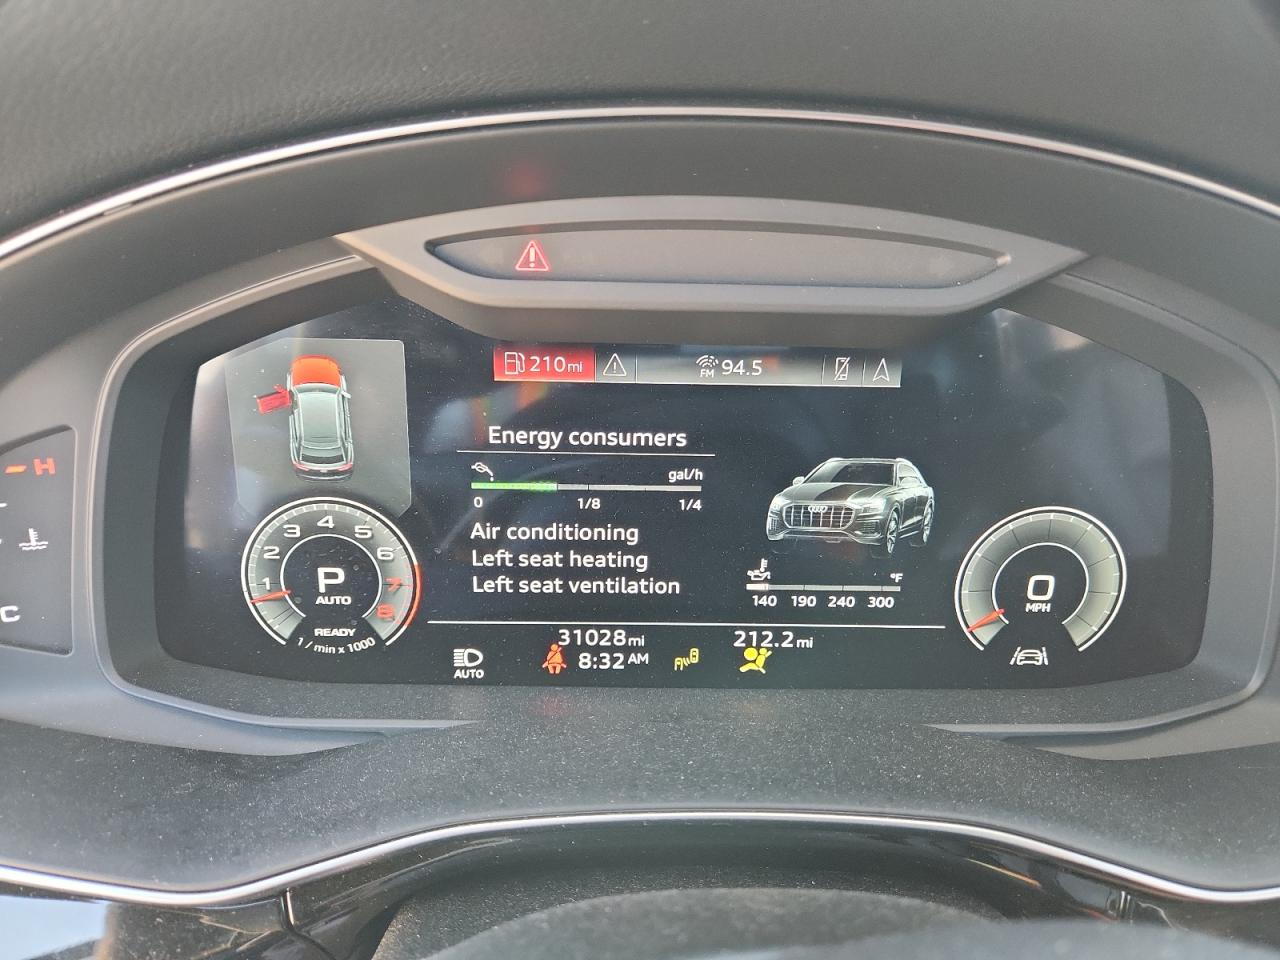 210mi
FM 94.5
Energy consumers
gal/h
0 1/8 1/4
Air conditioning
Left seat heating
Left seat ventilation
°F
140 190 240 300
H
C
1 2 3 4 5 6 7 8
P
AUTO
READY
1 / min x 1000
0
MPH
31028mi 212.2mi
AUTO
8:32 AM